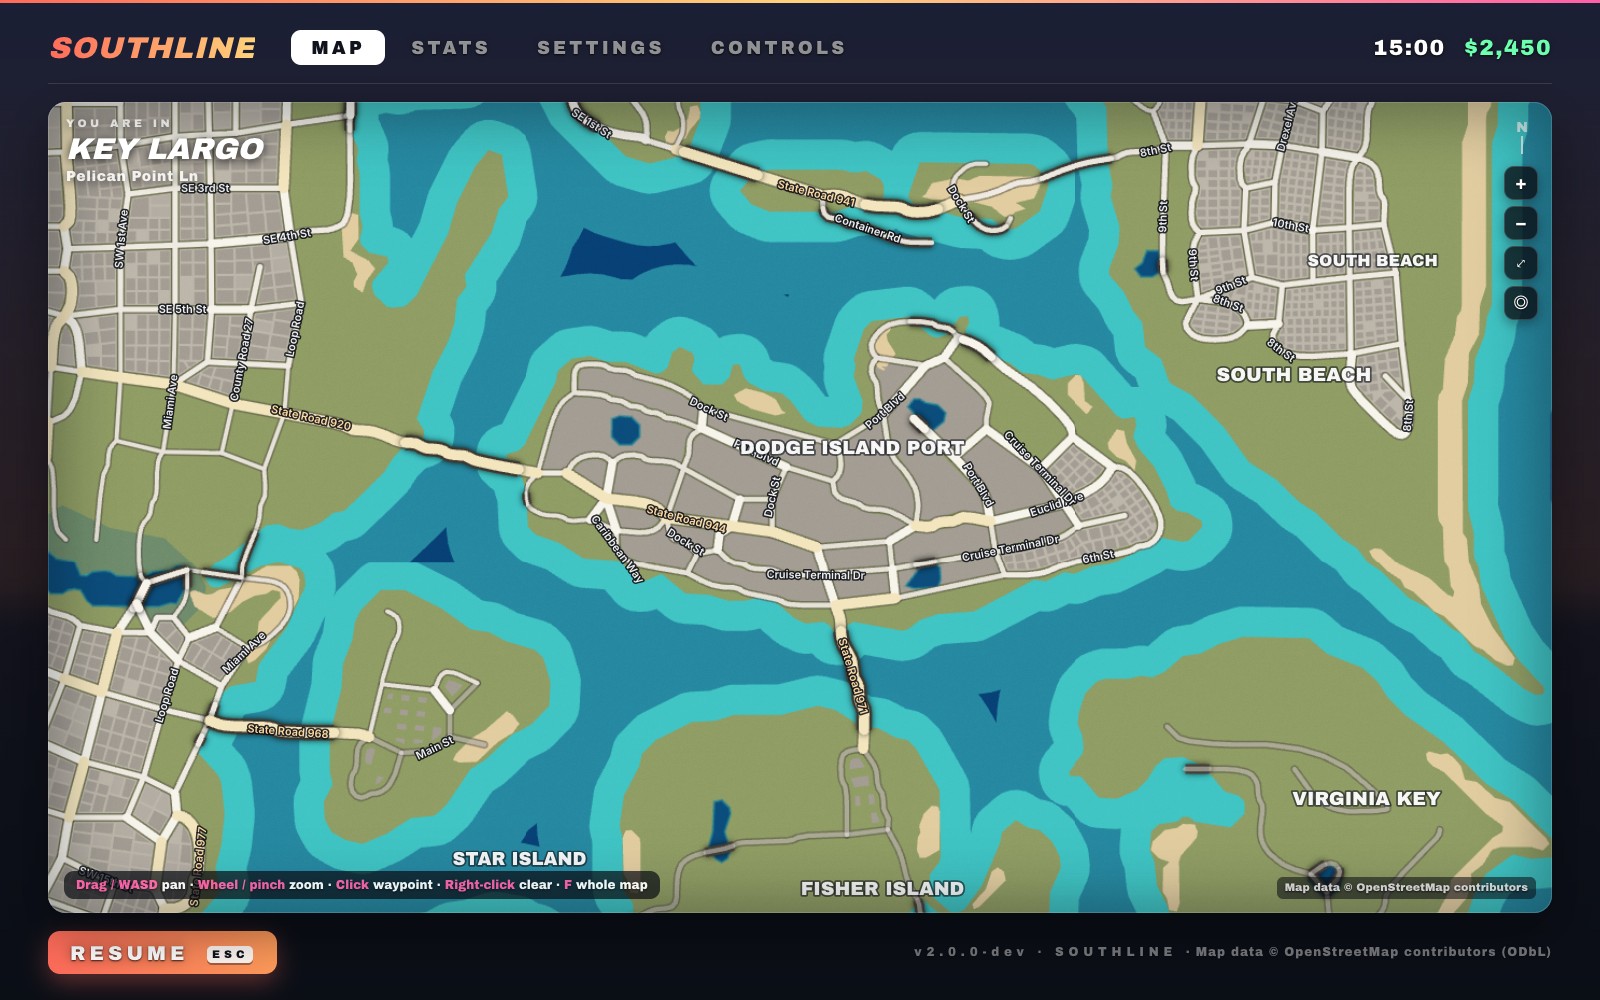 SOUTHLINE
MAP
STATS
SETTINGS
CONTROLS
15:00 $2,450
YOU ARE IN
KEY LARGO
Pelican Point Ln
SE 3rd St
SW 1st Ave
SE 4th St
SE 5th St
County Road 27
Loop Road
Miami Ave
State Road 920
SE 1st St
State Road 941
Container Rd
Dock St
8th St
Drexel Av
9th St
10th St
9th St
9th St
8th St
8th St
8th St
SOUTH BEACH
SOUTH BEACH
N
+
−
Dock St
DODGE ISLAND PORT
Port Blvd
Cruise Terminal Dr
Port Blvd
Euclid Ave
Dock St
State Road 944
Dock St
Caribbean Way
Cruise Terminal Dr
Cruise Terminal Dr
6th St
State Road 971
Miami Ave
Loop Road
State Road 968
Main St
State Road 977
STAR ISLAND
FISHER ISLAND
VIRGINIA KEY
Drag / WASD pan · Wheel / pinch zoom · Click waypoint · Right-click clear · F whole map
Map data © OpenStreetMap contributors
RESUME ESC
v2.0.0-dev · SOUTHLINE · Map data © OpenStreetMap contributors (ODbL)